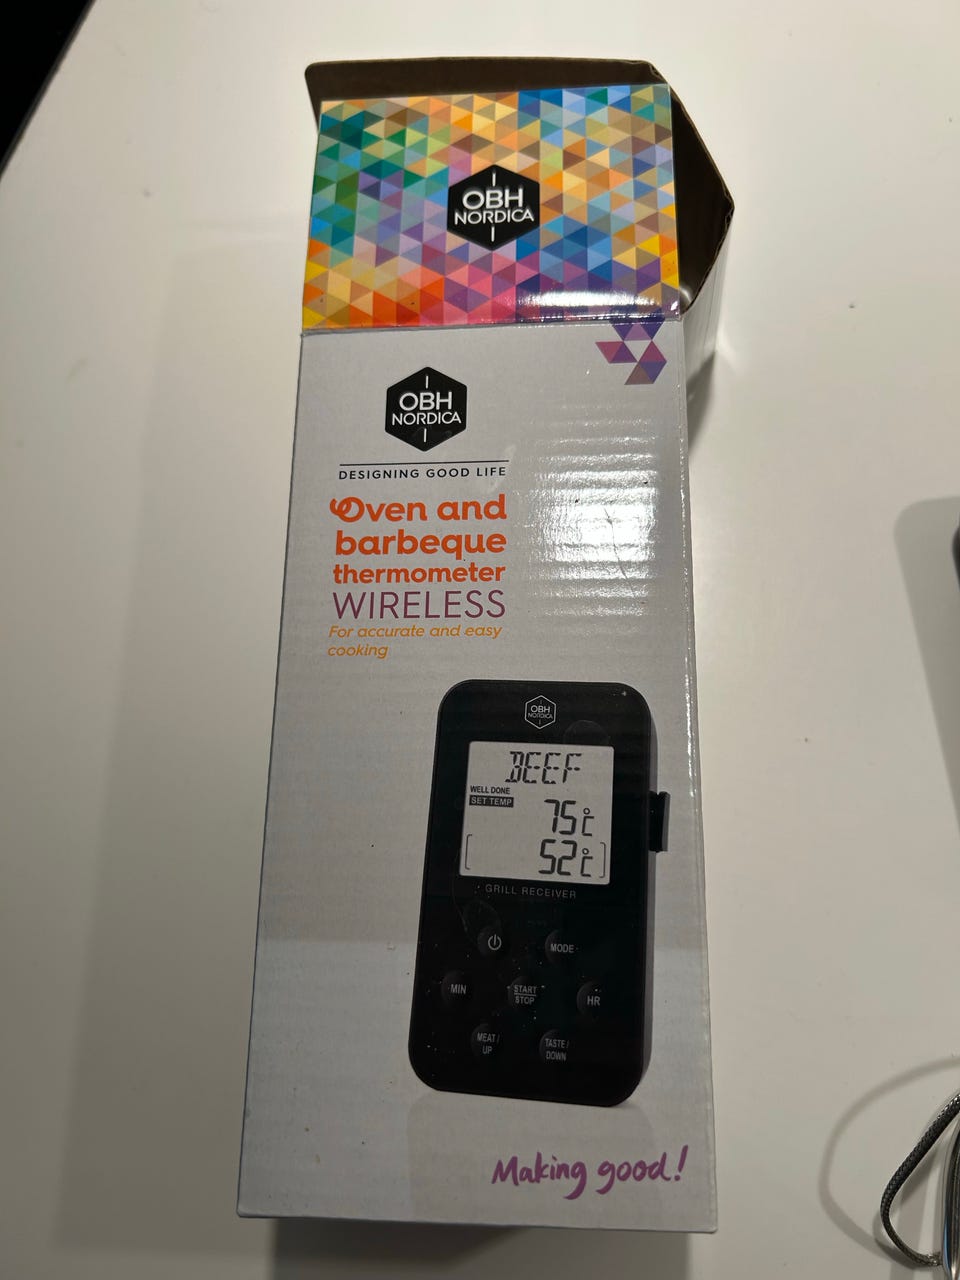 OBH
NORDICA
OBH
NORDICA
DESIGNING GOOD LIFE
Oven and
barbeque
thermometer
WIRELESS
For accurate and easy
cooking
OBH
NORDICA
BEEF
WELL DONE
SET TEMP
75°C
52°C
GRILL RECEIVER
MODE
MIN
START
STOP
HR
MEAT/
UP
TASTE/
DOWN
Making good!